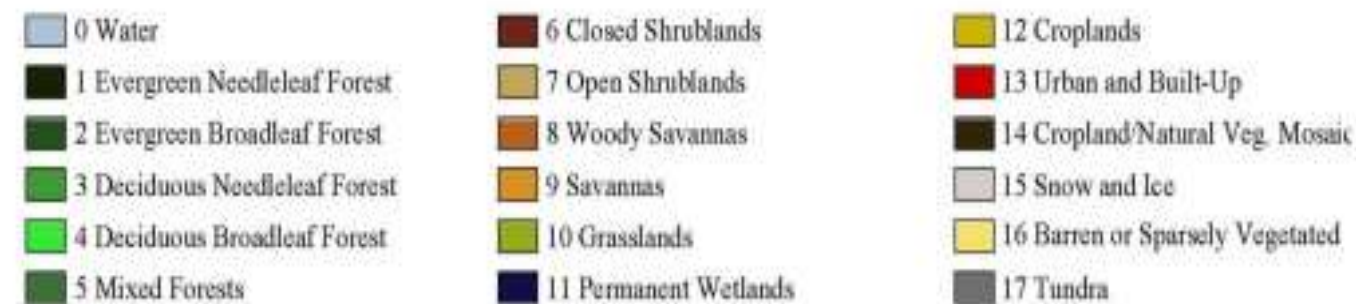 0 Water
1 Evergreen Needleleaf Forest
2 Evergreen Broadleaf Forest
3 Deciduous Needleleaf Forest
4 Deciduous Broadleaf Forest
5 Mixed Forests
6 Closed Shrublands
7 Open Shrublands
8 Woody Savannas
9 Savannas
10 Grasslands
11 Permanent Wetlands
12 Croplands
13 Urban and Built-Up
14 Cropland/Natural Veg. Mosaic
15 Snow and Ice
16 Barren or Sparsely Vegetated
17 Tundra